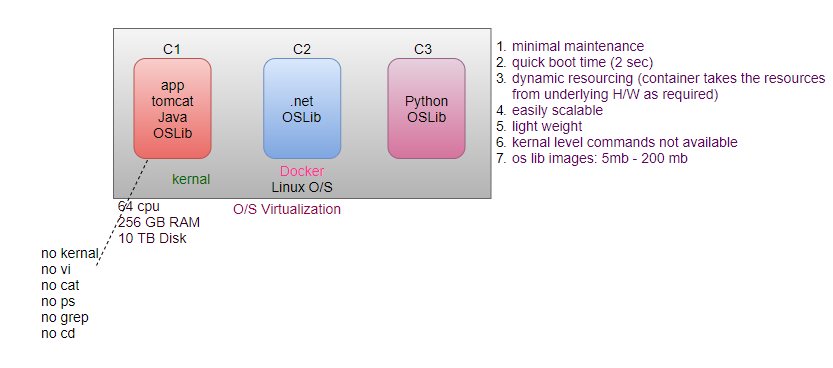 C1
C2
C3
app
tomcat
Java
OSLib
.net
OSLib
Python
OSLib
kernal
Docker
Linux O/S
O/S Virtualization
64 cpu
256 GB RAM
10 TB Disk
no kernal
no vi
no cat
no ps
no grep
no cd
1. minimal maintenance
2. quick boot time (2 sec)
3. dynamic resourcing (container takes the resources
from underlying H/W as required)
4. easily scalable
5. light weight
6. kernal level commands not available
7. os lib images: 5mb - 200 mb